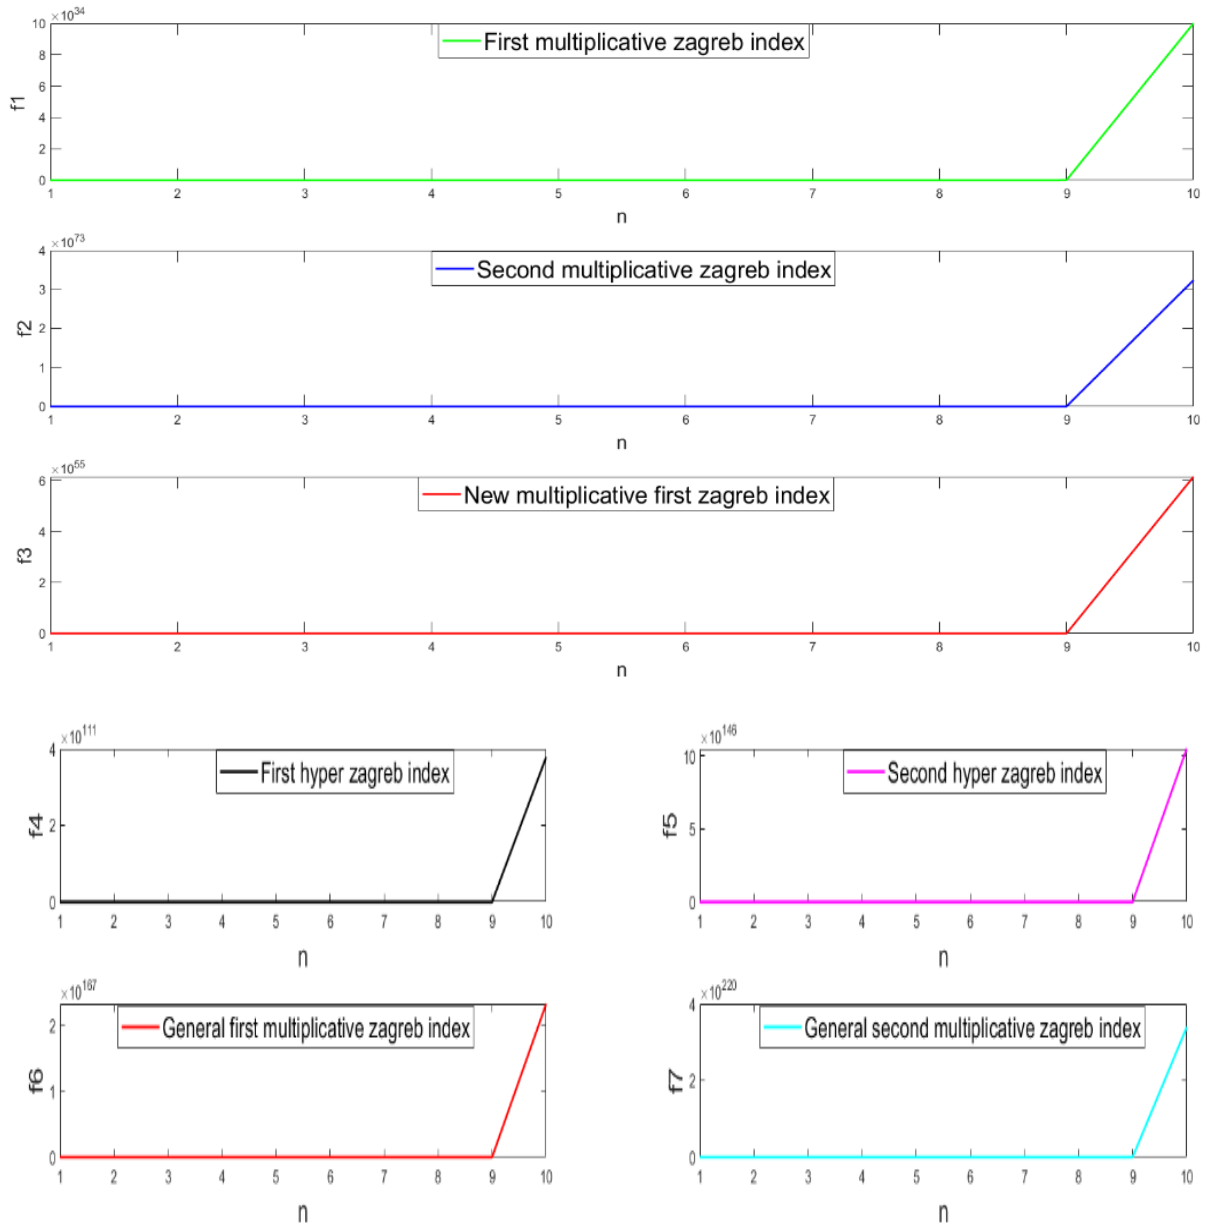 ×10^34
10
8
6
4
2
0
f1
First multiplicative zagreb index
1 2 3 4 5 6 7 8 9 10
n
×10^73
4
3
2
1
0
f2
Second multiplicative zagreb index
1 2 3 4 5 6 7 8 9 10
n
×10^55
6
4
2
0
f3
New multiplicative first zagreb index
1 2 3 4 5 6 7 8 9 10
n
×10^111
4
2
0
f4
First hyper zagreb index
1 2 3 4 5 6 7 8 9 10
n
×10^146
10
5
0
f5
Second hyper zagreb index
1 2 3 4 5 6 7 8 9 10
n
×10^167
2
1
0
f6
General first multiplicative zagreb index
1 2 3 4 5 6 7 8 9 10
n
×10^220
4
2
0
f7
General second multiplicative zagreb index
1 2 3 4 5 6 7 8 9 10
n